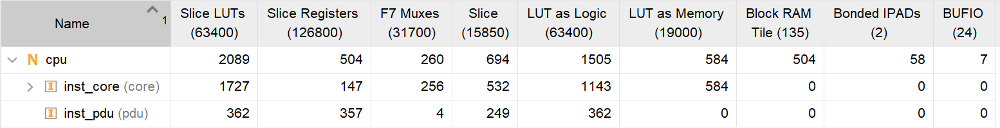 Name 1 Slice LUTs (63400) Slice Registers (126800) F7 Muxes (31700) Slice (15850) LUT as Logic (63400) LUT as Memory (19000) Block RAM Tile (135) Bonded IPADs (2) BUFIO (24)
N cpu 2089 504 260 694 1505 584 504 58 7
I inst_core (core) 1727 147 256 532 1143 584 0 0 0
I inst_pdu (pdu) 362 357 4 249 362 0 0 0 0